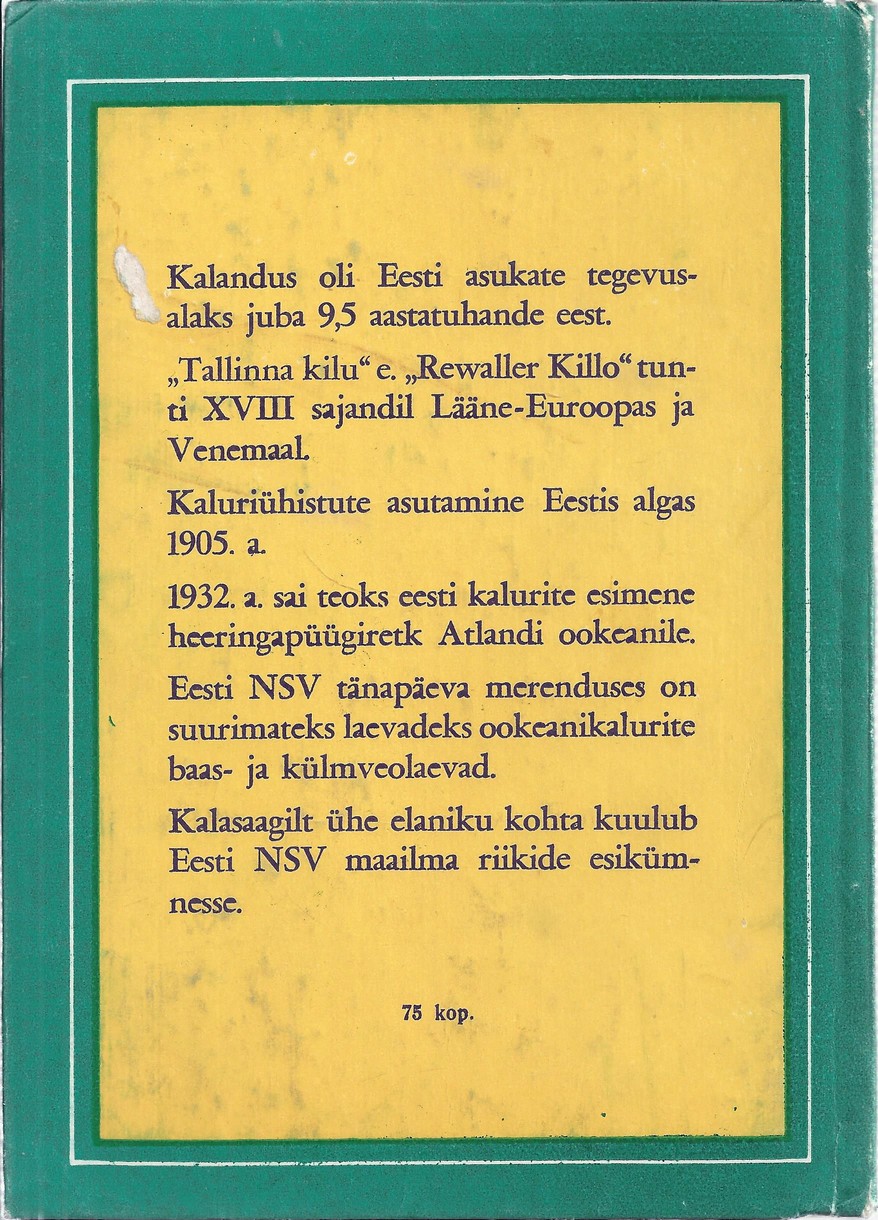 Kalandus oli Eesti asukate tegevus-
alaks juba 9,5 aastatuhande eest.
„Tallinna kilu“ e. „Rewaller Killo“ tun-
ti XVIII sajandil Lääne-Euroopas ja
Venemaal.
Kaluriühistute asutamine Eestis algas
1905. a.
1932. a. sai teoks eesti kalurite esimene
heeringapüügiretk Atlandi ookeanile.
Eesti NSV tänapäeva merenduses on
suurimateks laevadeks ookeanikalurite
baas- ja külmveolaevad.
Kalasaagilt ühe elaniku kohta kuulub
Eesti NSV maailma riikide esiküm-
nesse.
75 kop.